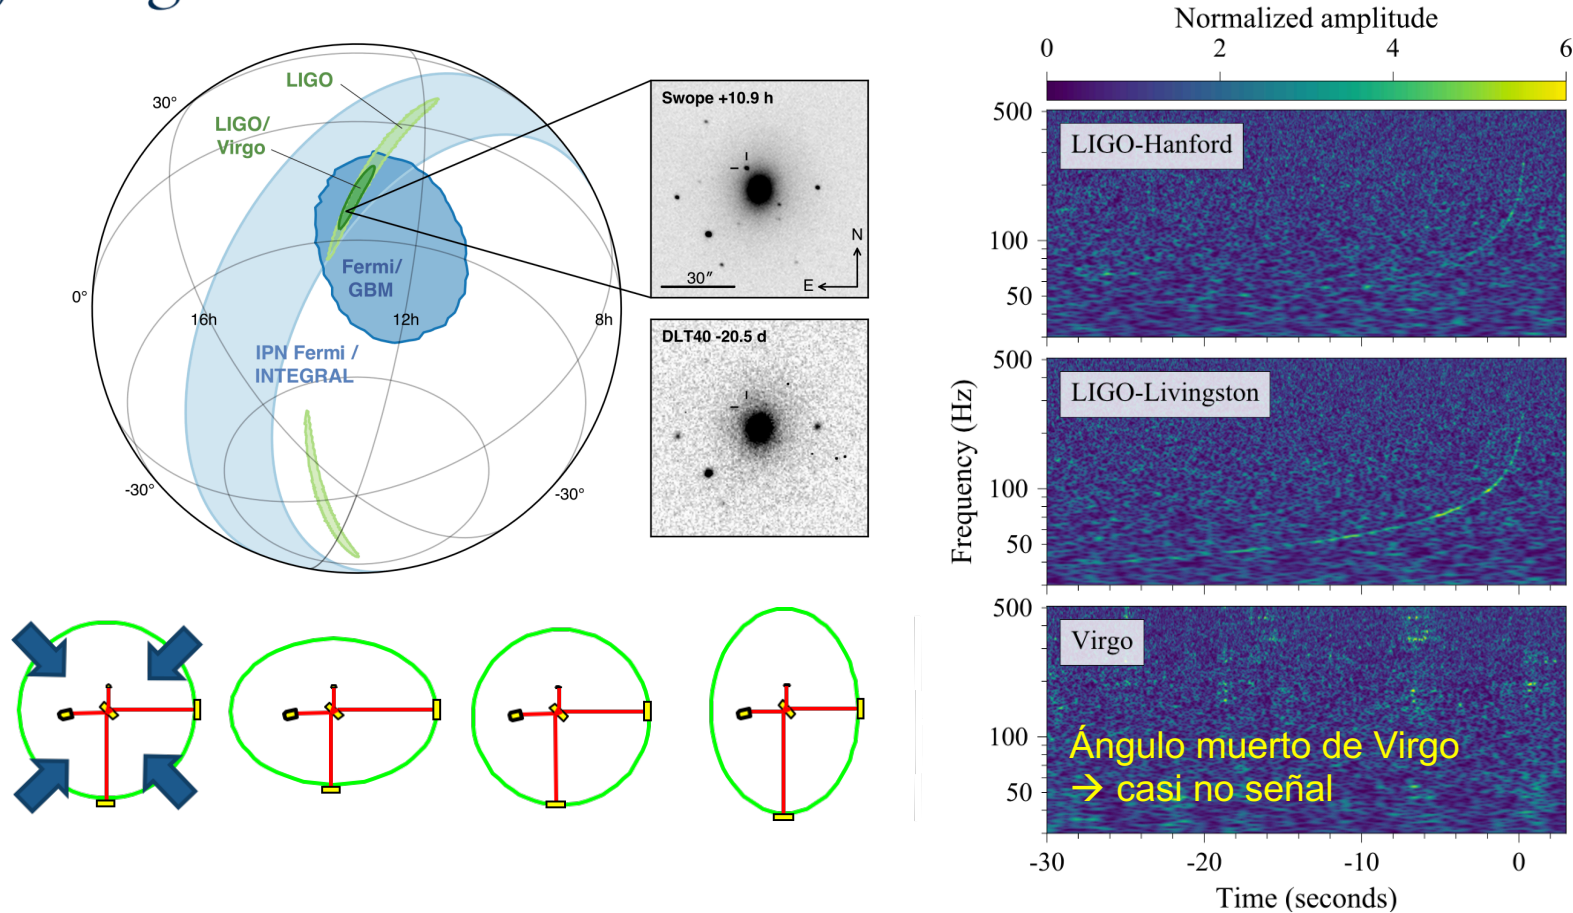 LIGO
30°
LIGO/
Virgo
0°
16h
12h
8h
Fermi/
GBM
IPN Fermi /
INTEGRAL
-30°
-30°
Swope +10.9 h
30″
N
E
DLT40 -20.5 d
Normalized amplitude
0
2
4
6
500
100
50
LIGO-Hanford
500
100
50
LIGO-Livingston
500
100
50
Virgo
Ángulo muerto de Virgo
→ casi no señal
Frequency (Hz)
-30
-20
-10
0
Time (seconds)